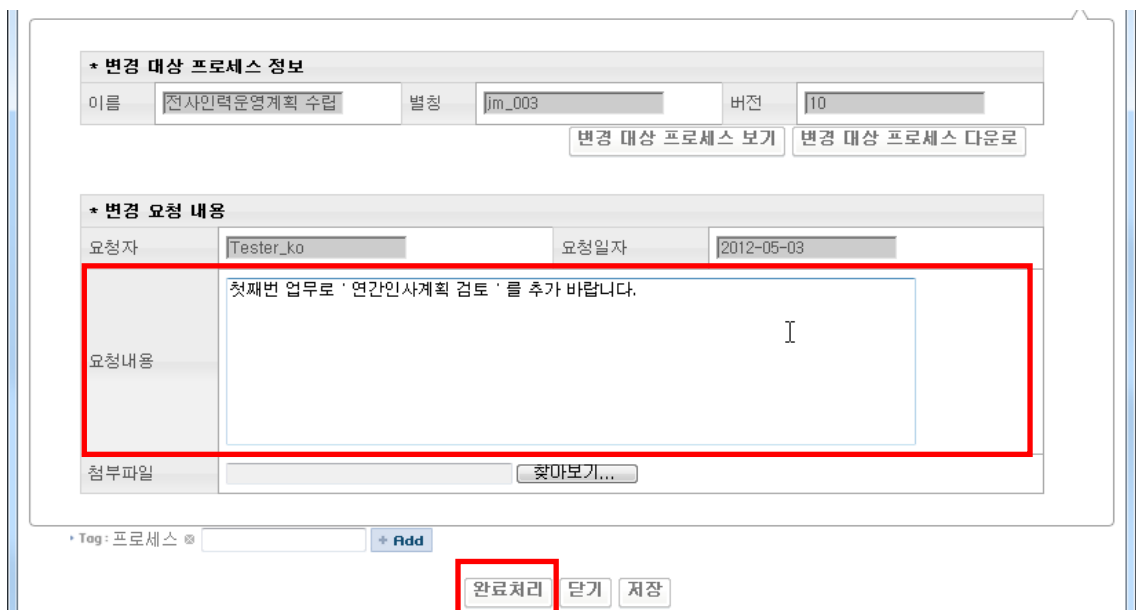 * 변경 대상 프로세스 정보
이름 전사인력운영계획 수립 별칭 jm_003 버전 10
변경 대상 프로세스 보기 변경 대상 프로세스 다운로
* 변경 요청 내용
요청자 Tester_ko 요청일자 2012-05-03
첫째번 업무로 ' 연간인사계획 검토 ' 를 추가 바랍니다.
요청내용
첨부파일 찾아보기...
Tag: 프로세스 + Add
완료처리 닫기 저장